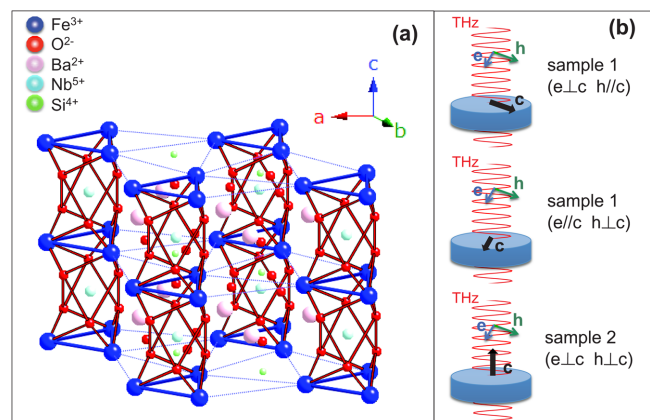 Fe3+
O2-
Ba2+
Nb5+
Si4+
(a)
c
a
b
(b)
THz
e
h
c
sample 1
(e⊥c h//c)
THz
e
h
c
sample 1
(e//c h⊥c)
THz
e
h
c
sample 2
(e⊥c h⊥c)